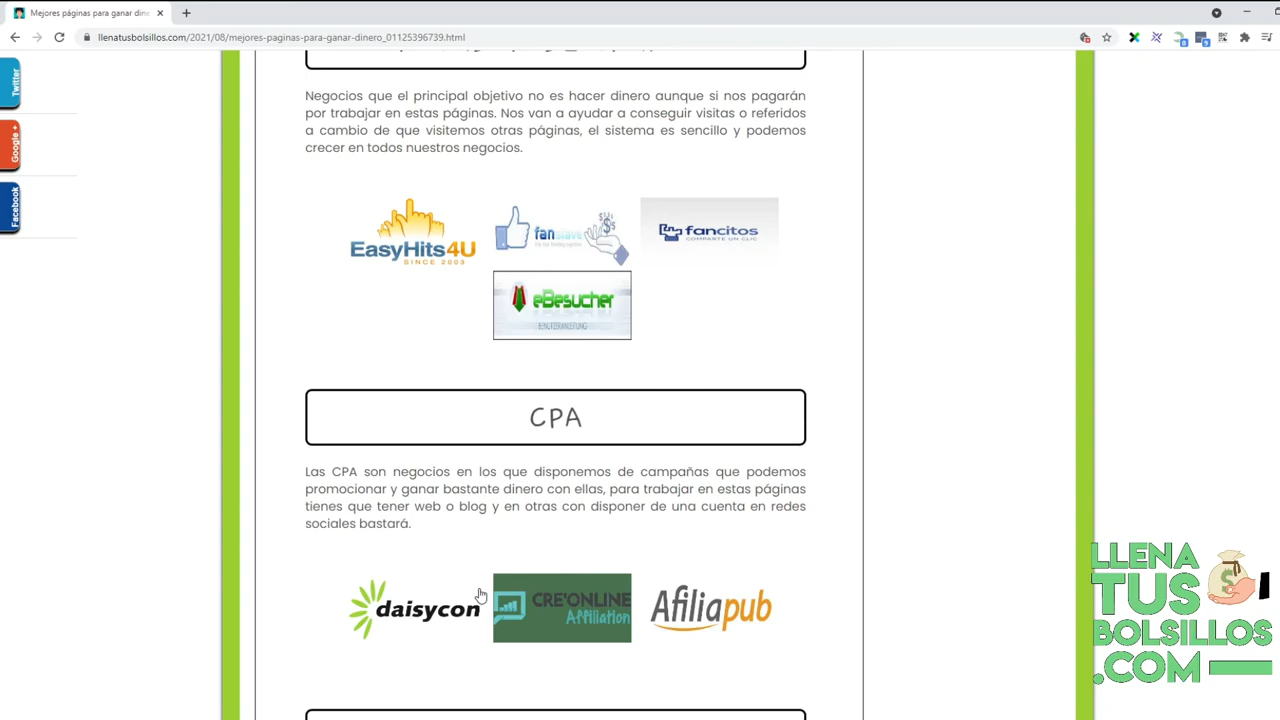 Mejores páginas para ganar dine
llenatusbolsillos.com/2021/08/mejores-paginas-para-ganar-dinero_01125396739.html
Twitter
Google +
Facebook
Negocios que el principal objetivo no es hacer dinero aunque si nos pagarán
por trabajar en estas páginas. Nos van a ayudar a conseguir visitas o referidos
a cambio de que visitemos otras páginas, el sistema es sencillo y podemos
crecer en todos nuestros negocios.
EasyHits4U
SINCE 2003
fanslave
fancitos
COMPARTE UN CLIC
eBesucher
BENUTZERANLEITUNG
CPA
Las CPA son negocios en los que disponemos de campañas que podemos
promocionar y ganar bastante dinero con ellas, para trabajar en estas páginas
tienes que tener web o blog y en otras con disponer de una cuenta en redes
sociales bastará.
daisycon
CRE'ONLINE
Affiliation
Afiliapub
LLENA
TUS
BOLSILLOS
.COM